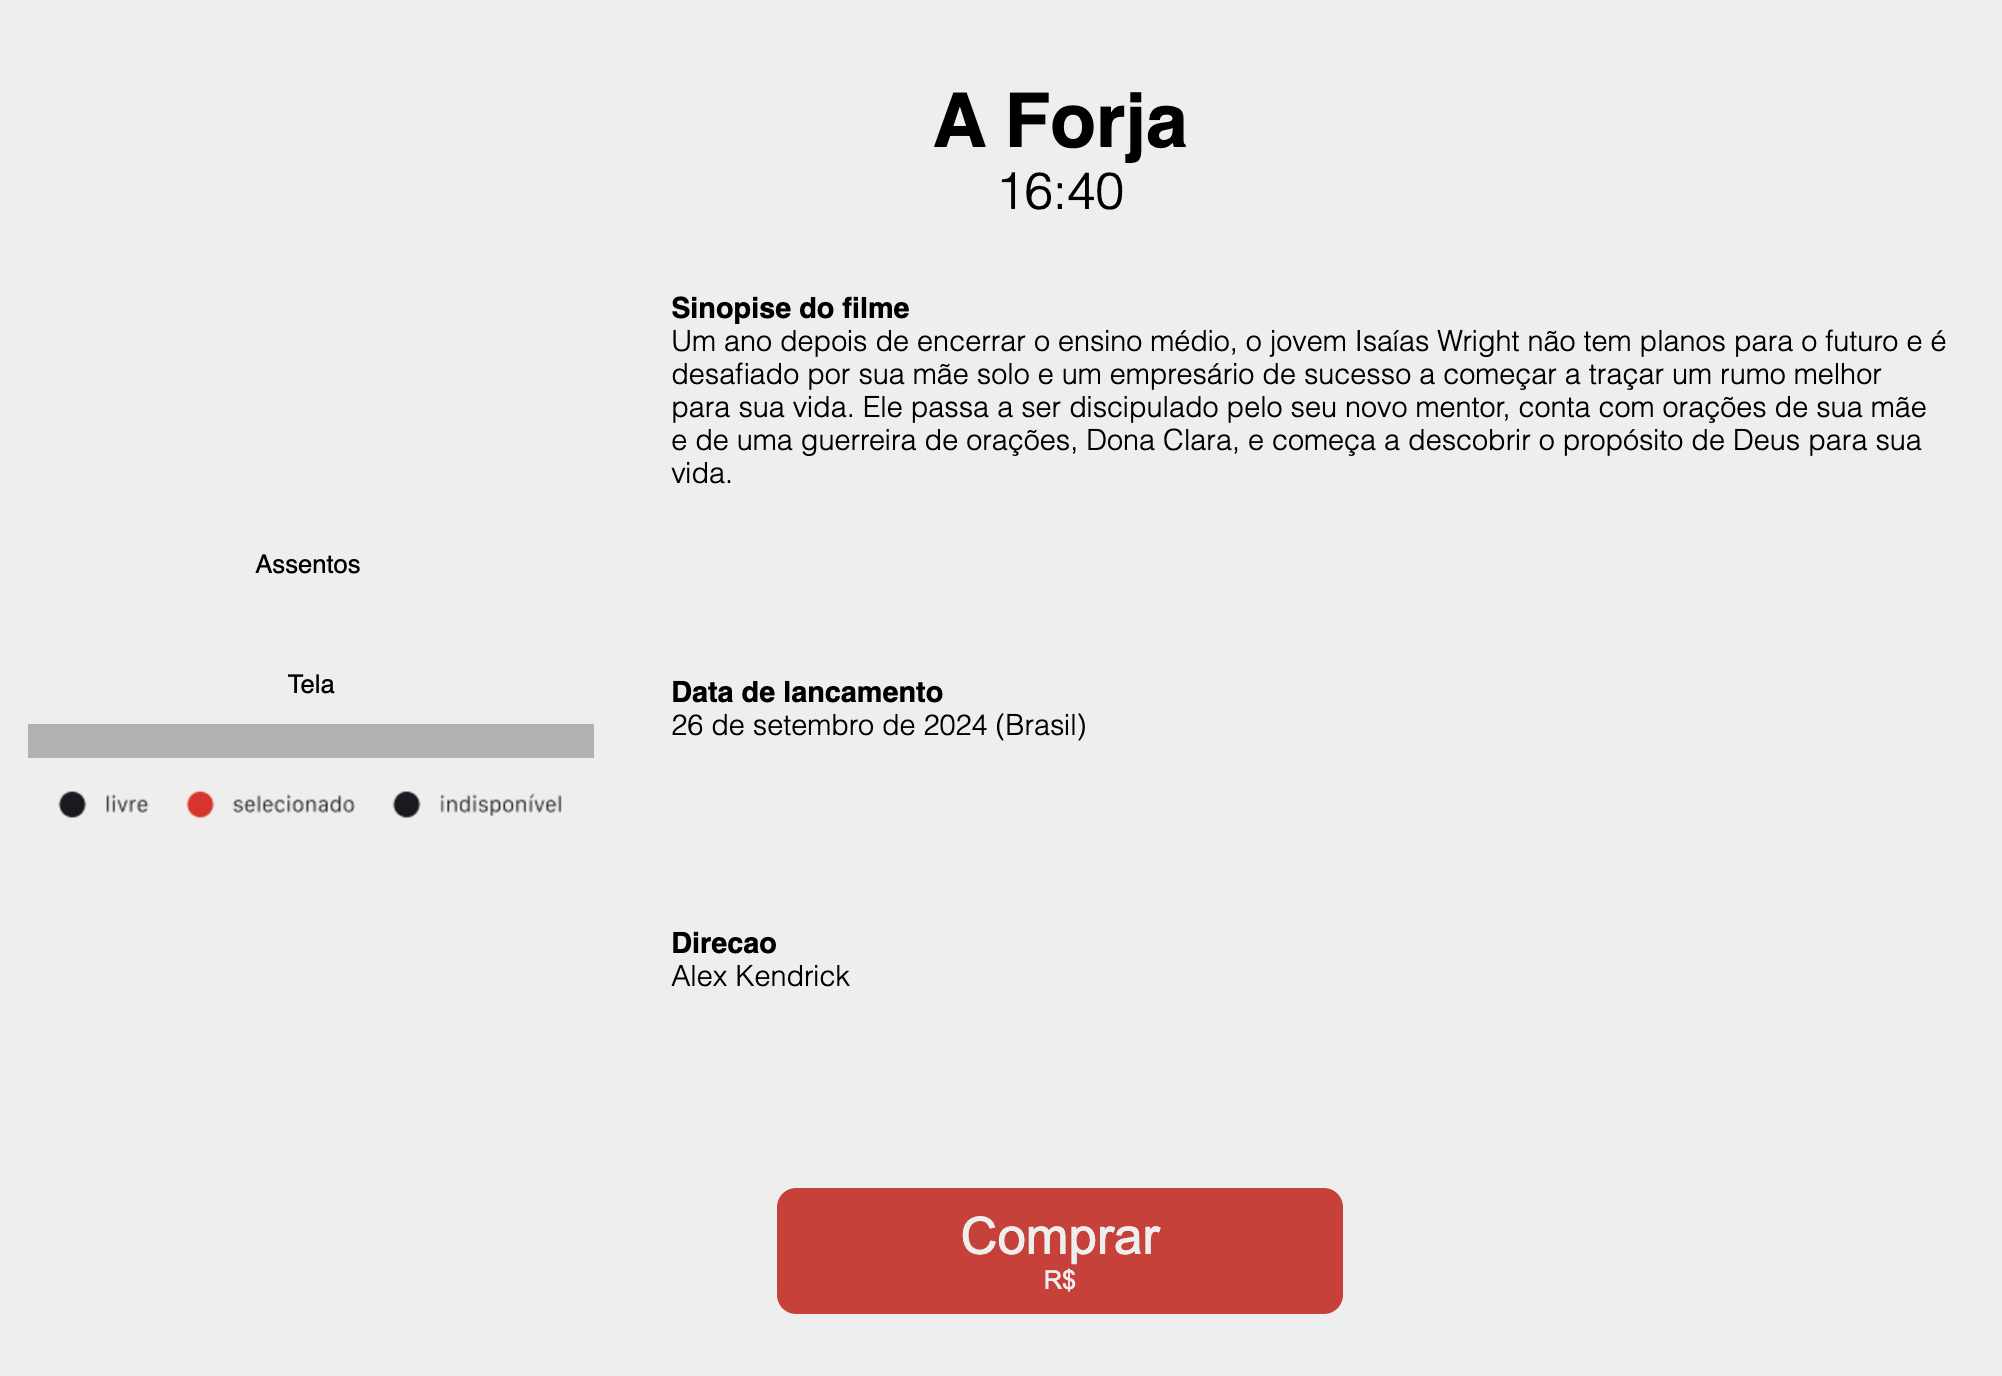 A Forja
16:40
Sinopise do filme
Um ano depois de encerrar o ensino médio, o jovem Isaías Wright não tem planos para o futuro e é
desafiado por sua mãe solo e um empresário de sucesso a começar a traçar um rumo melhor
para sua vida. Ele passa a ser discipulado pelo seu novo mentor, conta com orações de sua mãe
e de uma guerreira de orações, Dona Clara, e começa a descobrir o propósito de Deus para sua
vida.
Assentos
Tela
livre selecionado indisponível
Data de lancamento
26 de setembro de 2024 (Brasil)
Direcao
Alex Kendrick
Comprar
R$